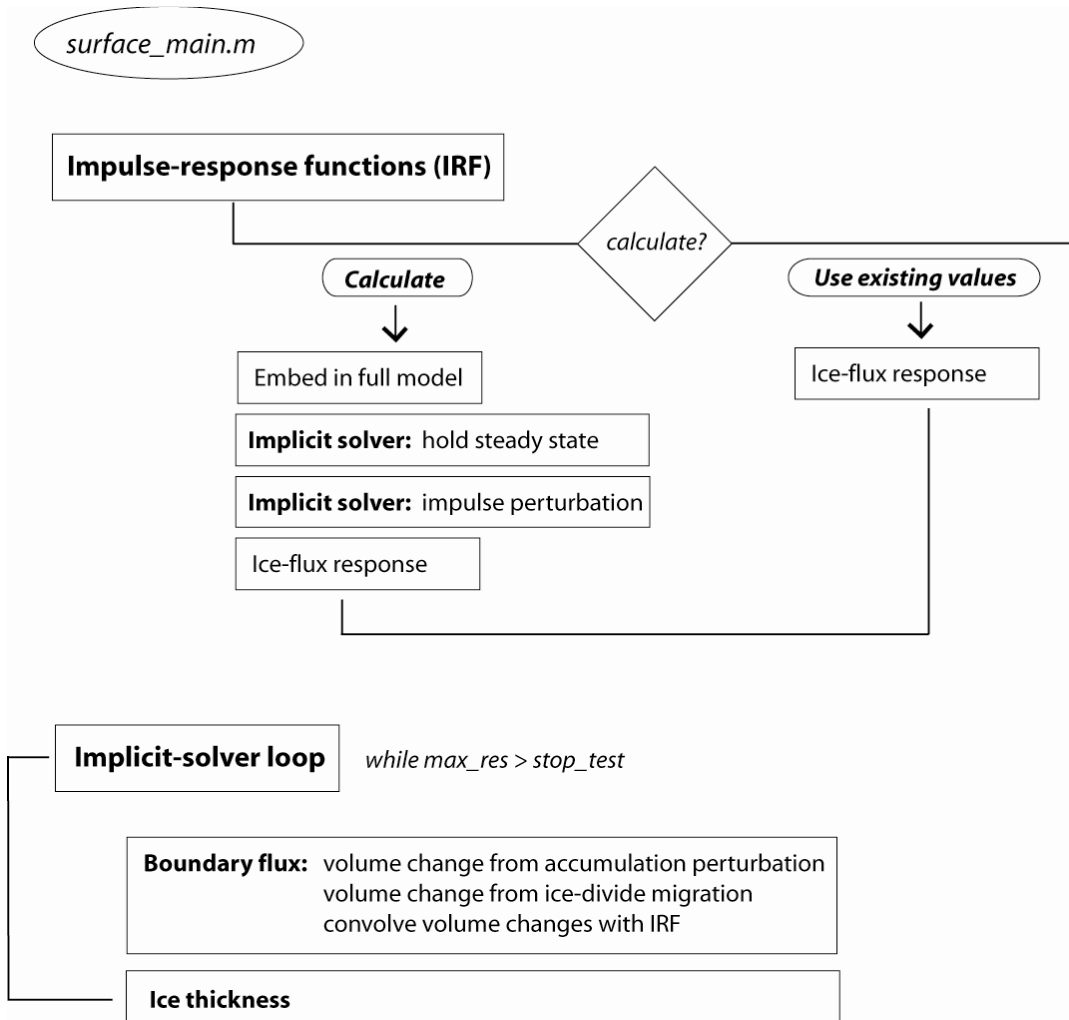 surface_main.m
Impulse-response functions (IRF)
calculate?
Calculate
Use existing values
Embed in full model
Ice-flux response
Implicit solver: hold steady state
Implicit solver: impulse perturbation
Ice-flux response
Implicit-solver loop while max_res > stop_test
Boundary flux: volume change from accumulation perturbation
volume change from ice-divide migration
convolve volume changes with IRF
Ice thickness